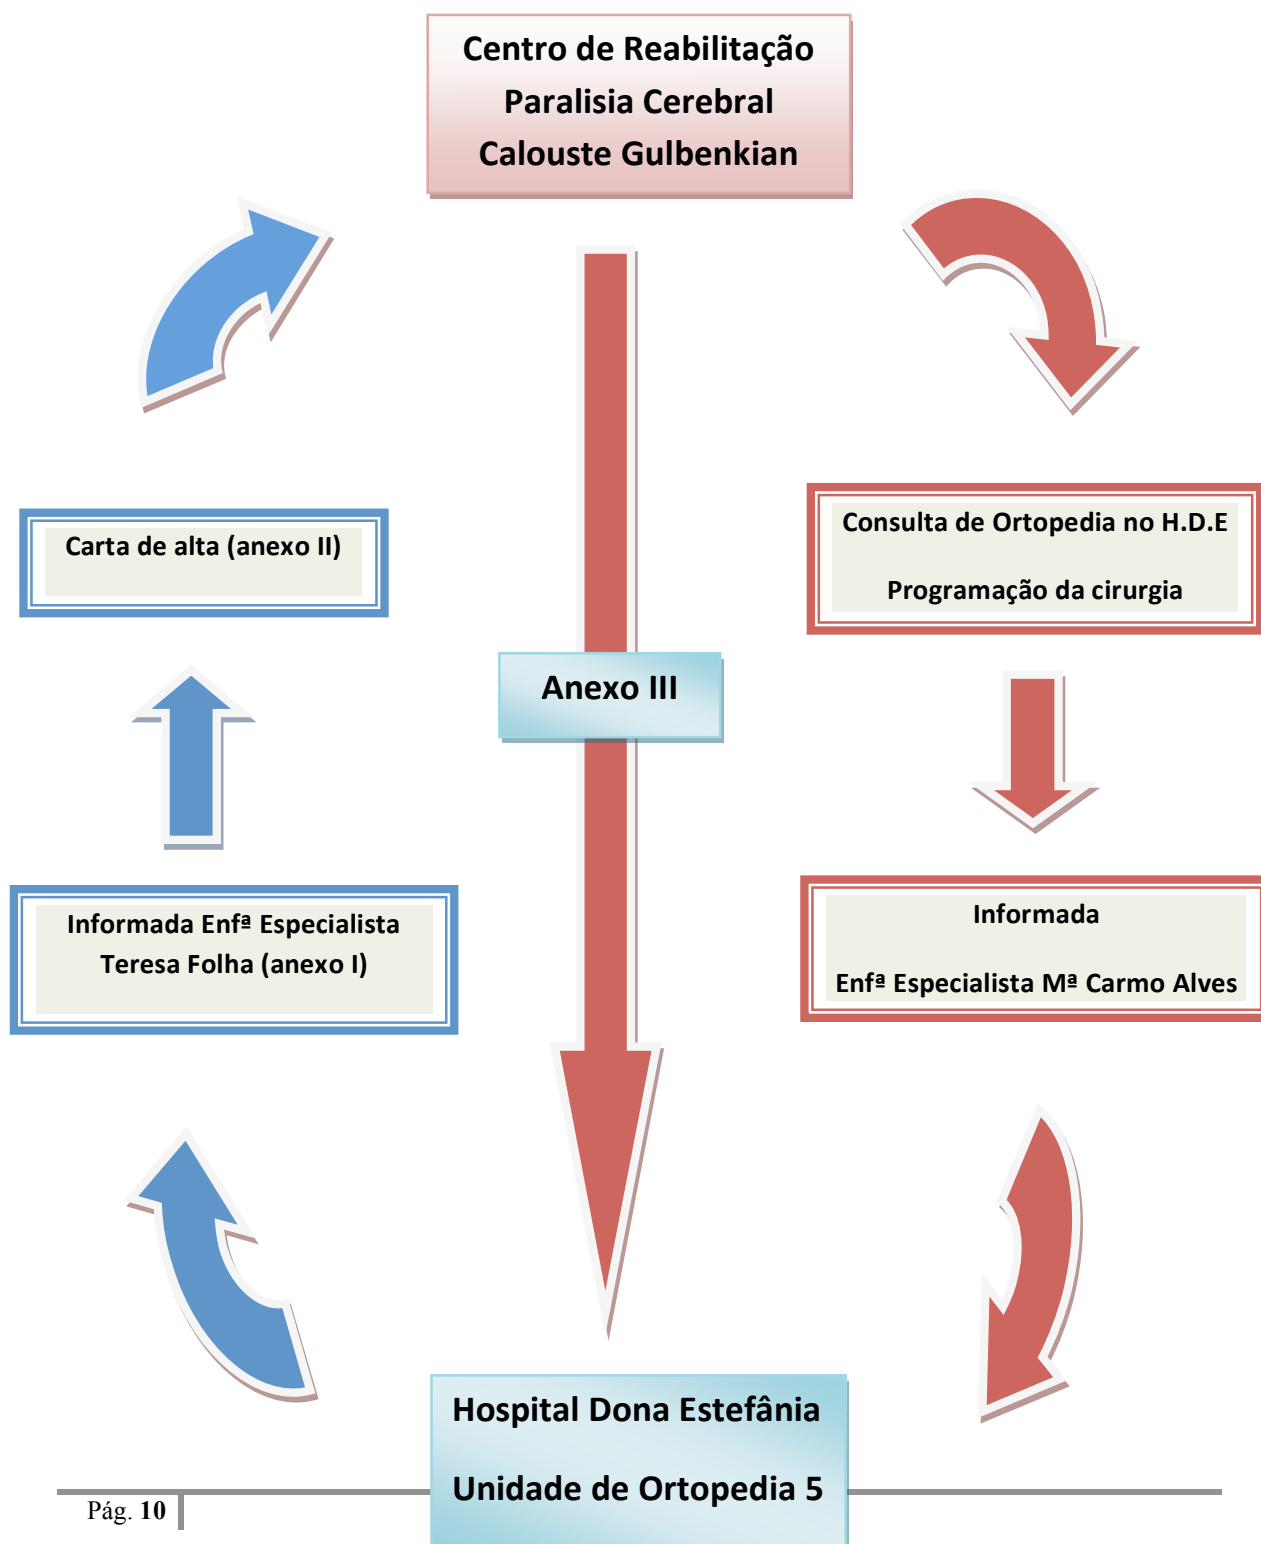 Centro de Reabilitação
Paralisia Cerebral
Calouste Gulbenkian
Carta de alta (anexo II)
Consulta de Ortopedia no H.D.E
Programação da cirurgia
Anexo III
Informada Enfª Especialista
Teresa Folha (anexo I)
Informada
Enfª Especialista Mª Carmo Alves
Hospital Dona Estefânia
Unidade de Ortopedia 5
Pág. 10